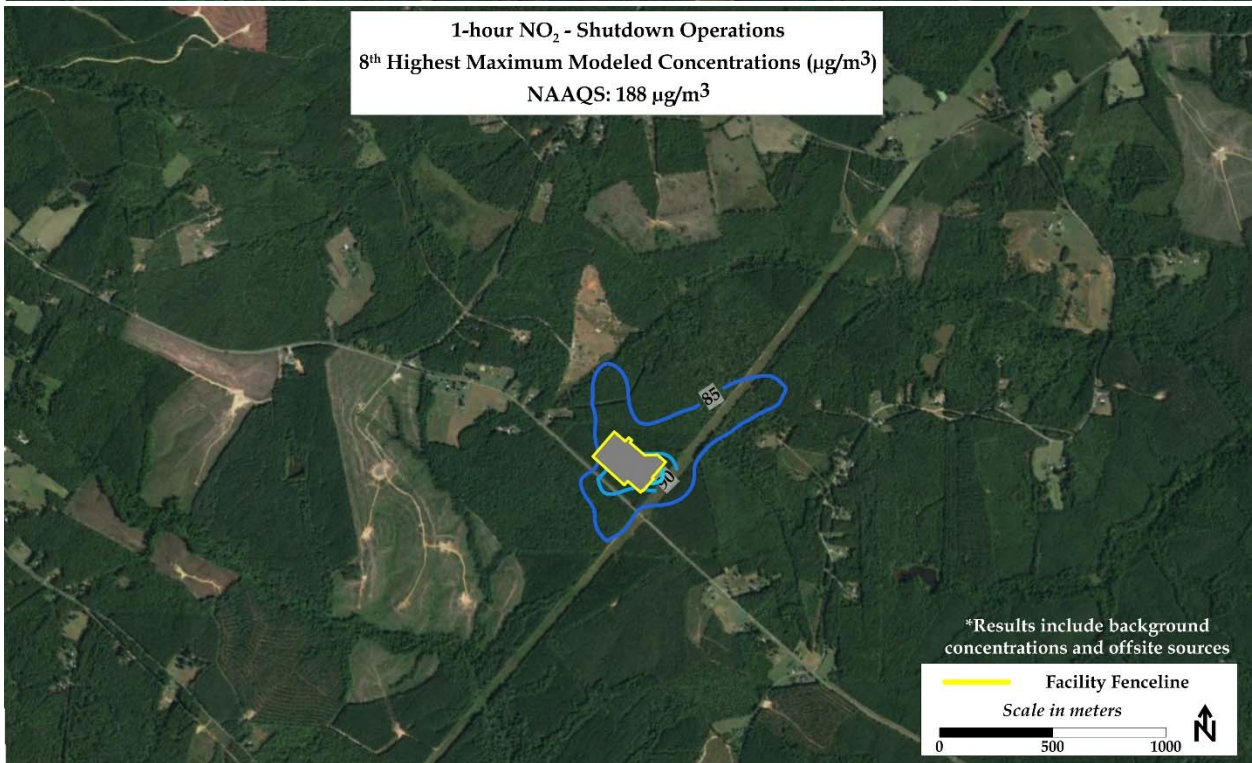 1-hour NO₂ - Shutdown Operations
8th Highest Maximum Modeled Concentrations (µg/m³)
NAAQS: 188 µg/m³
85
90
*Results include background
concentrations and offsite sources
Facility Fenceline
Scale in meters
N
0 500 1000